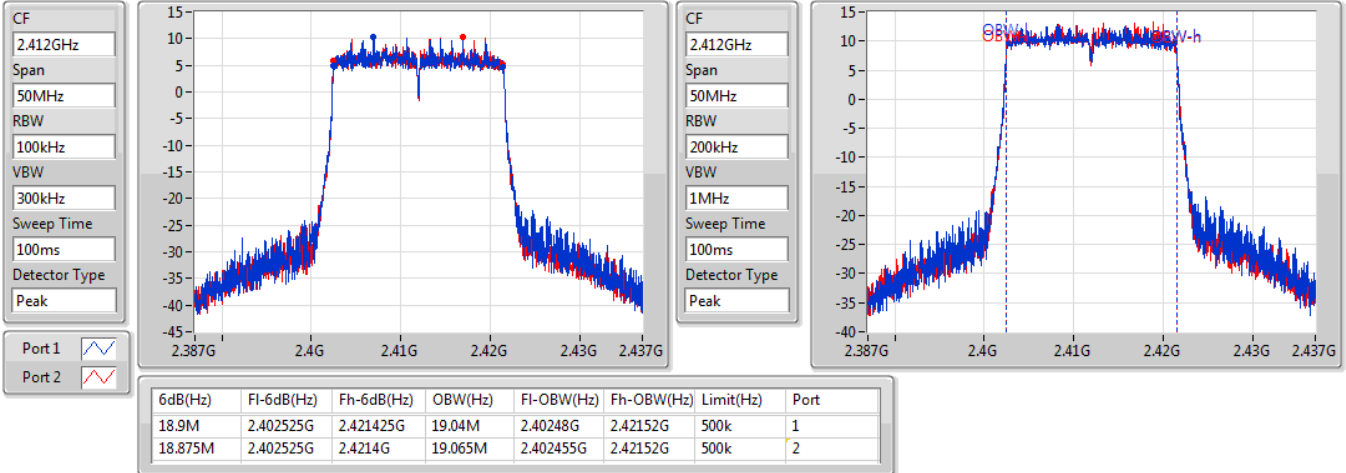 CF
2.412GHz
Span
50MHz
RBW
100kHz
VBW
300kHz
Sweep Time
100ms
Detector Type
Peak
Port 1
Port 2
15
10
5
0
-5
-10
-15
-20
-25
-30
-35
-40
-45
2.387G 2.4G 2.41G 2.42G 2.43G 2.437G
CF
2.412GHz
Span
50MHz
RBW
200kHz
VBW
1MHz
Sweep Time
100ms
Detector Type
Peak
15
10
5
0
-5
-10
-15
-20
-25
-30
-35
-40
2.387G 2.4G 2.41G 2.42G 2.43G 2.437G
6dB(Hz) Fl-6dB(Hz) Fh-6dB(Hz) OBW(Hz) Fl-OBW(Hz) Fh-OBW(Hz) Limit(Hz) Port
18.9M 2.402525G 2.421425G 19.04M 2.40248G 2.42152G 500k 1
18.875M 2.402525G 2.4214G 19.065M 2.402455G 2.42152G 500k 2